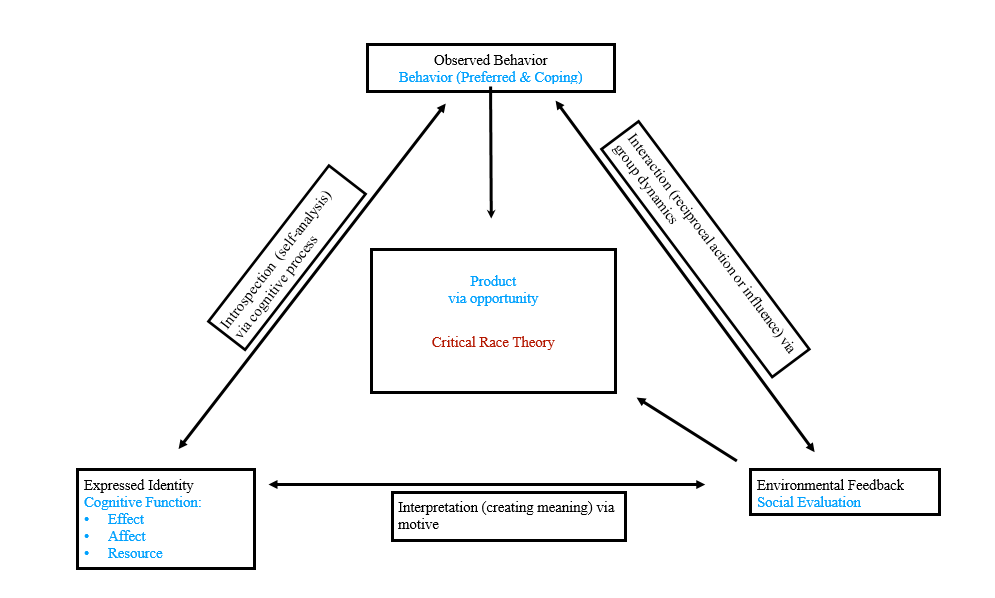 Observed Behavior
Behavior (Preferred & Coping)
Introspection (self-analysis)
via cognitive process
Interaction (reciprocal action or influence) via
group dynamics
Product
via opportunity
Critical Race Theory
Expressed Identity
Cognitive Function:
• Effect
• Affect
• Resource
Interpretation (creating meaning) via
motive
Environmental Feedback
Social Evaluation